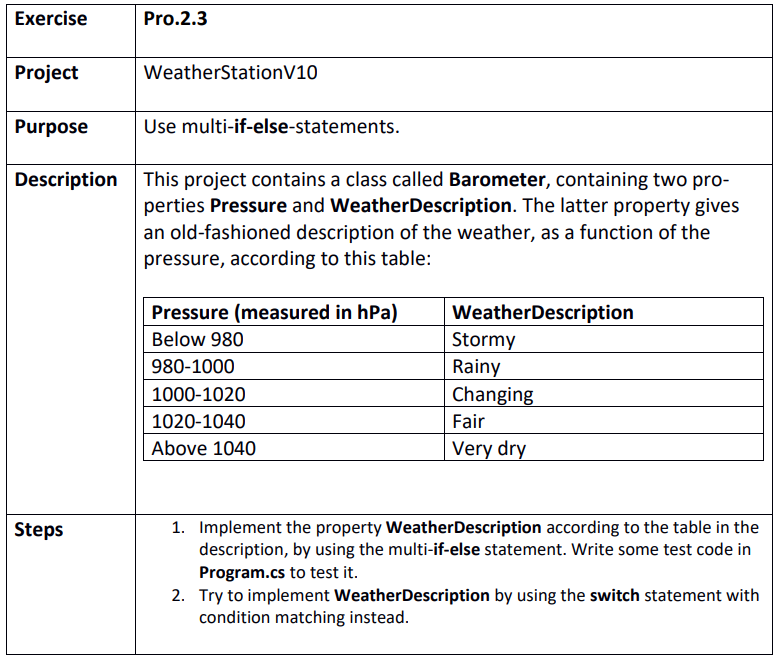 Exercise Pro.2.3
Project WeatherStationV10
Purpose Use multi-if-else-statements.
Description This project contains a class called Barometer, containing two pro-
perties Pressure and WeatherDescription. The latter property gives
an old-fashioned description of the weather, as a function of the
pressure, according to this table:
Pressure (measured in hPa) WeatherDescription
Below 980 Stormy
980-1000 Rainy
1000-1020 Changing
1020-1040 Fair
Above 1040 Very dry
Steps 1. Implement the property WeatherDescription according to the table in the
description, by using the multi-if-else statement. Write some test code in
Program.cs to test it.
2. Try to implement WeatherDescription by using the switch statement with
condition matching instead.